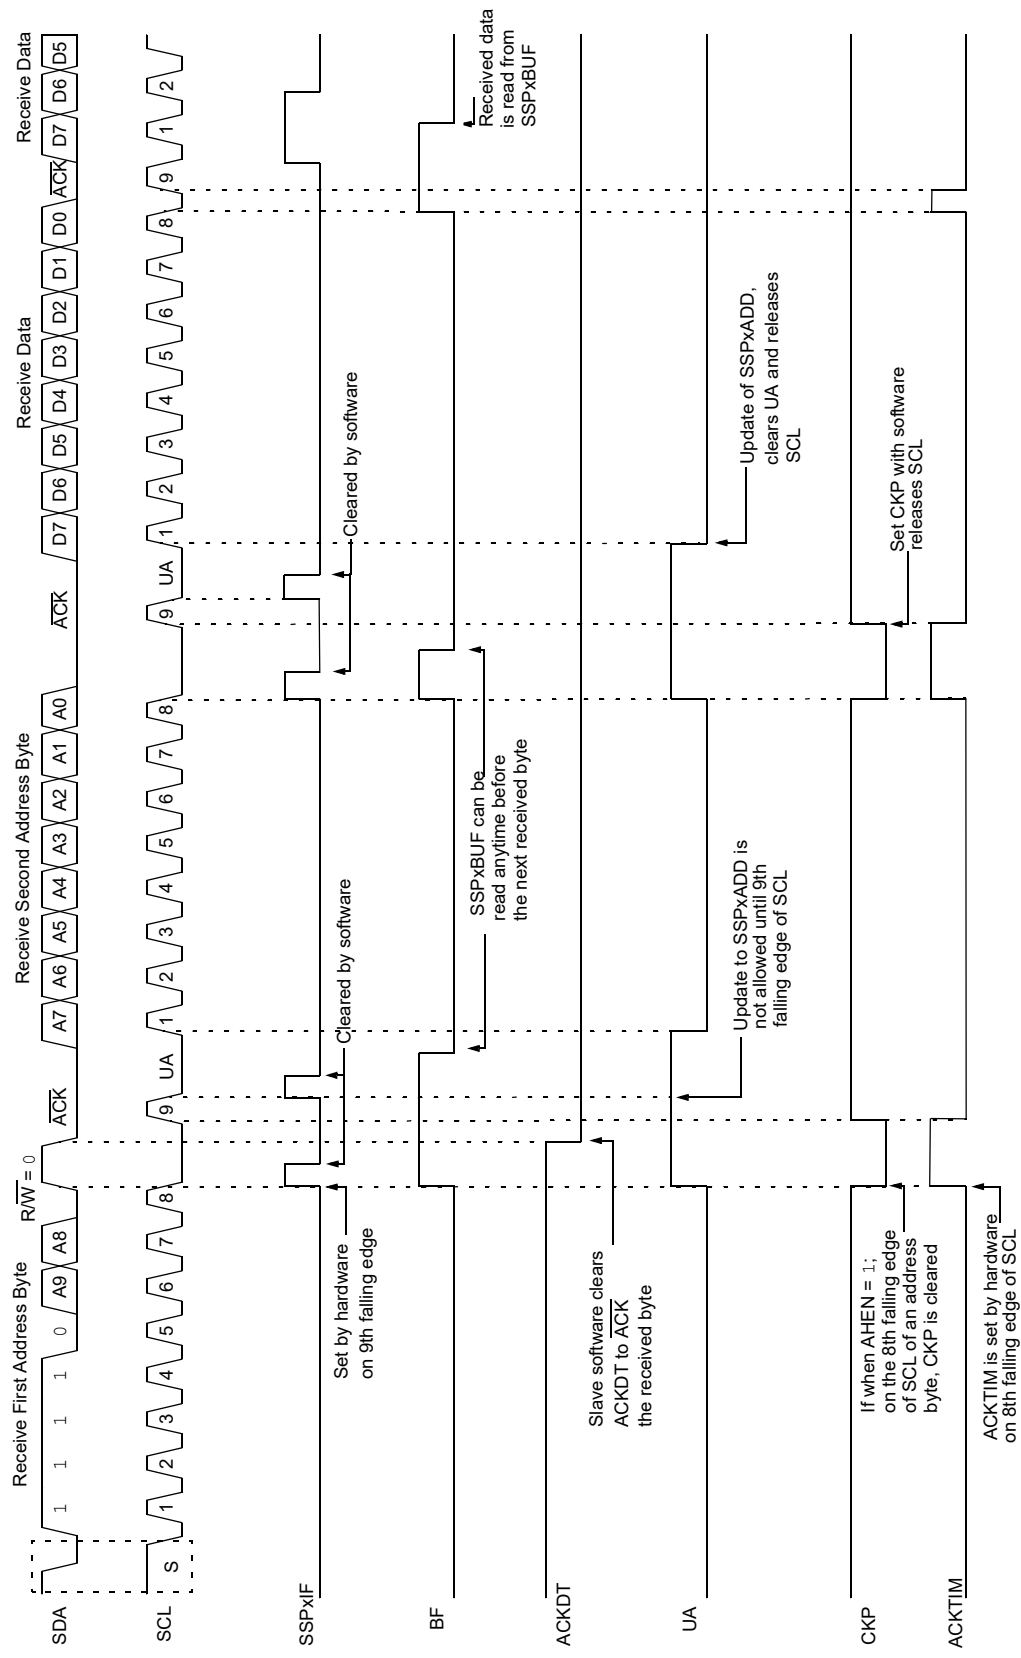 Receive First Address Byte
R/W = 0
Receive Second Address Byte
Receive Data
Receive Data
SDA
1
1
1
1
0
A9
A8
ACK
A7
A6
A5
A4
A3
A2
A1
A0
ACK
D7
D6
D5
D4
D3
D2
D1
D0
ACK
D7
D6
D5
SCL
S
1
2
3
4
5
6
7
8
9
UA
1
2
3
4
5
6
7
8
9
UA
1
2
3
4
5
6
7
8
9
1
2
SSPxIF
Set by hardware
on 9th falling edge
Cleared by software
Cleared by software
BF
SSPxBUF can be
read anytime before
the next received byte
Received data
is read from
SSPxBUF
ACKDT
Slave software clears
ACKDT to ACK
the received byte
UA
Update to SSPxADD is
not allowed until 9th
falling edge of SCL
Update of SSPxADD,
clears UA and releases
SCL
CKP
If when AHEN = 1;
on the 8th falling edge
of SCL of an address
byte, CKP is cleared
Set CKP with software
releases SCL
ACKTIM
ACKTIM is set by hardware
on 8th falling edge of SCL